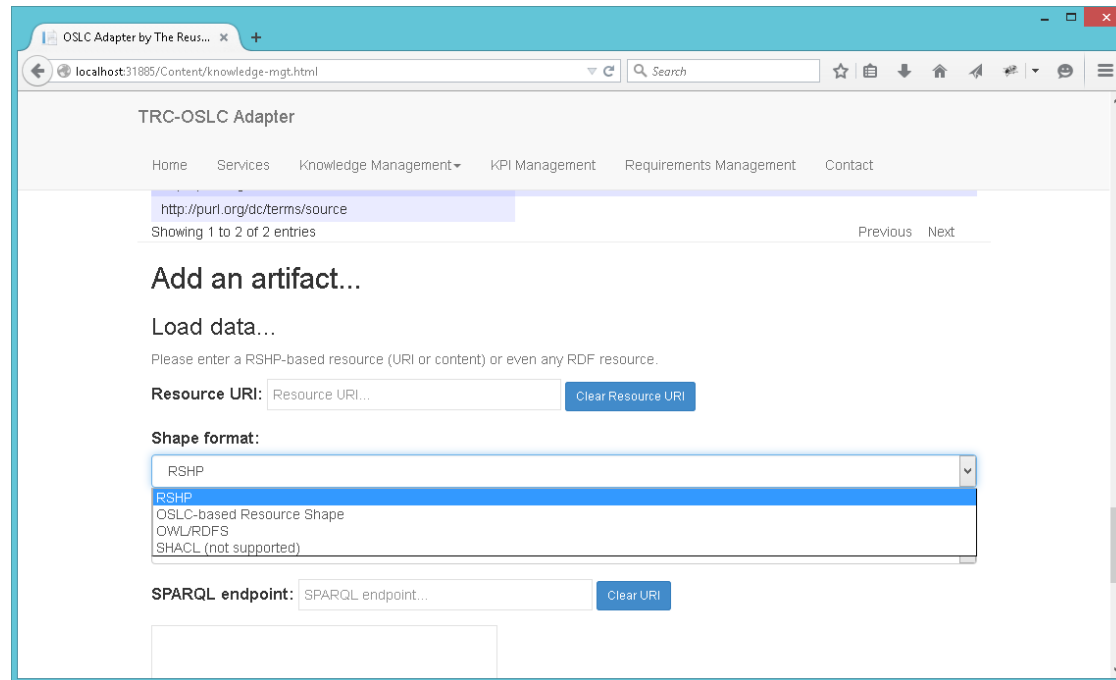 OSLC Adapter by The Reus...
localhost:31885/Content/knowledge-mgt.html
Search
TRC-OSLC Adapter
Home Services Knowledge Management KPI Management Requirements Management Contact
http://purl.org/dc/terms/source
Showing 1 to 2 of 2 entries Previous Next
Add an artifact...
Load data...
Please enter a RSHP-based resource (URI or content) or even any RDF resource.
Resource URI: Resource URI... Clear Resource URI
Shape format:
RSHP
RSHP
OSLC-based Resource Shape
OWL/RDFS
SHACL (not supported)
SPARQL endpoint: SPARQL endpoint... Clear URI